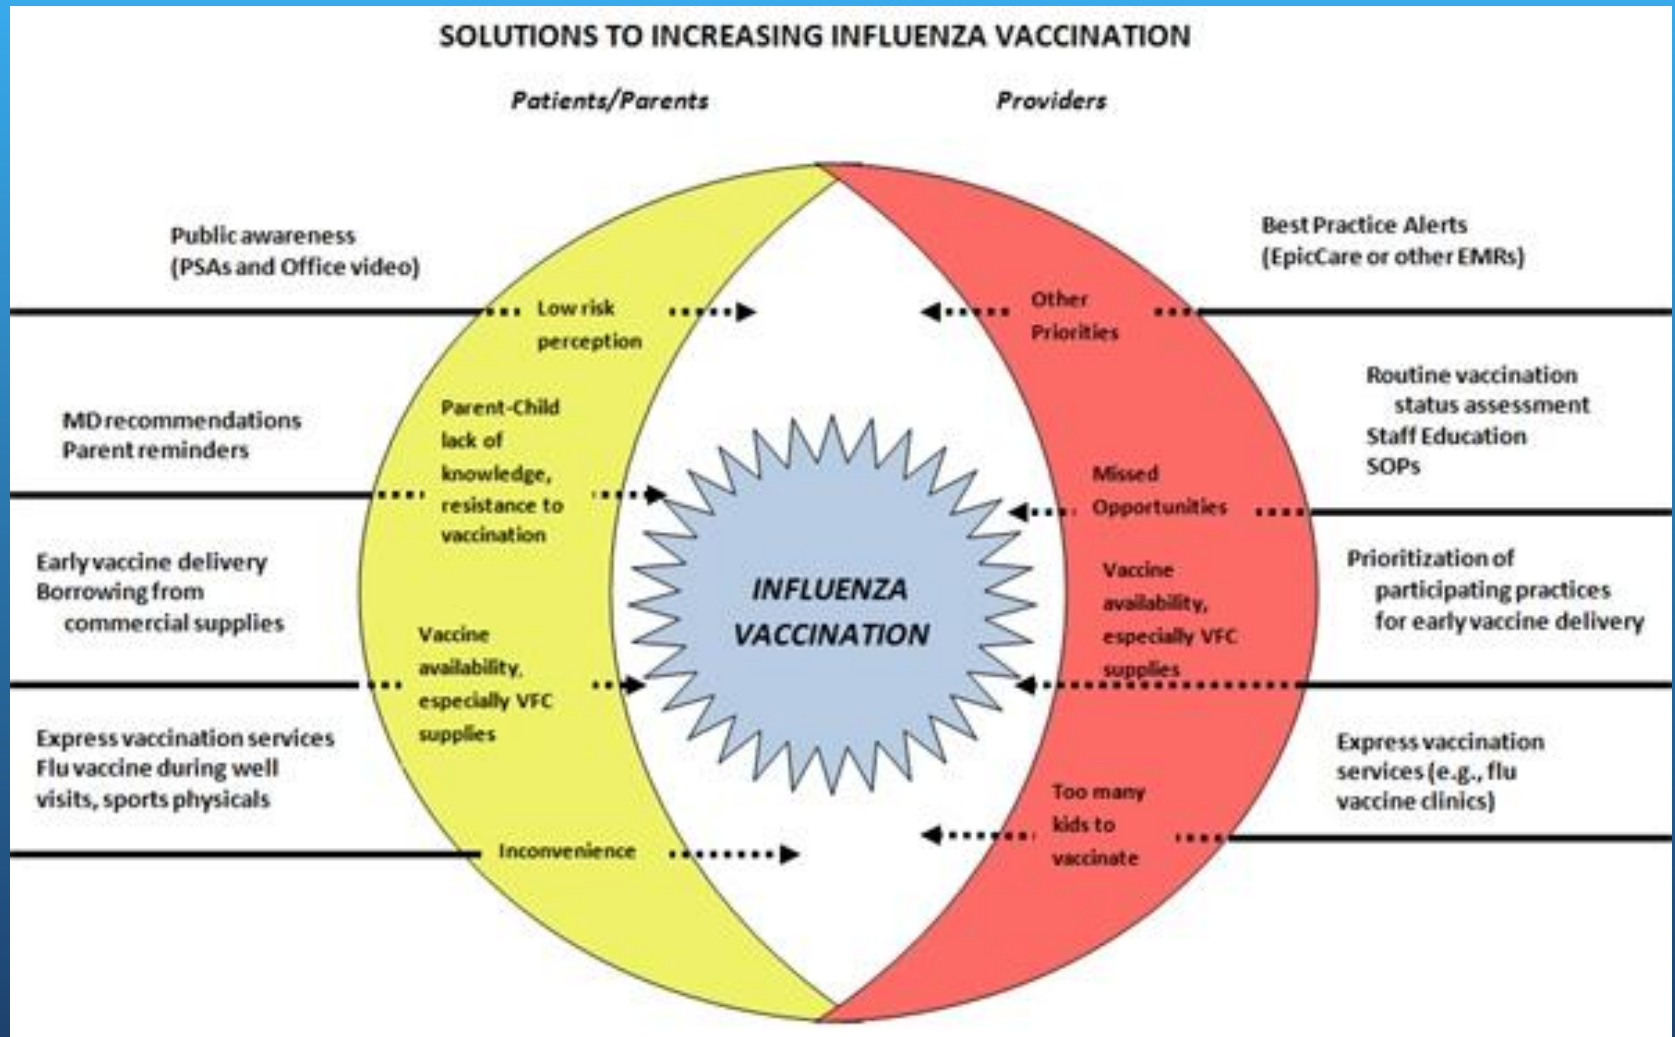 SOLUTIONS TO INCREASING INFLUENZA VACCINATION
Patients/Parents
Providers
Public awareness
(PSAs and Office video)
MD recommendations
Parent reminders
Early vaccine delivery
Borrowing from
commercial supplies
Express vaccination services
Flu vaccine during well
visits, sports physicals
Low risk
perception
Parent-Child
lack of
knowledge,
resistance to
vaccination
Vaccine
availability,
especially VFC
supplies
Inconvenience
INFLUENZA
VACCINATION
Other
Priorities
Missed
Opportunities
Vaccine
availability,
especially VFC
supplies
Too many
kids to
vaccinate
Best Practice Alerts
(EpicCare or other EMRs)
Routine vaccination
status assessment
Staff Education
SOPs
Prioritization of
participating practices
for early vaccine delivery
Express vaccination
services (e.g., flu
vaccine clinics)